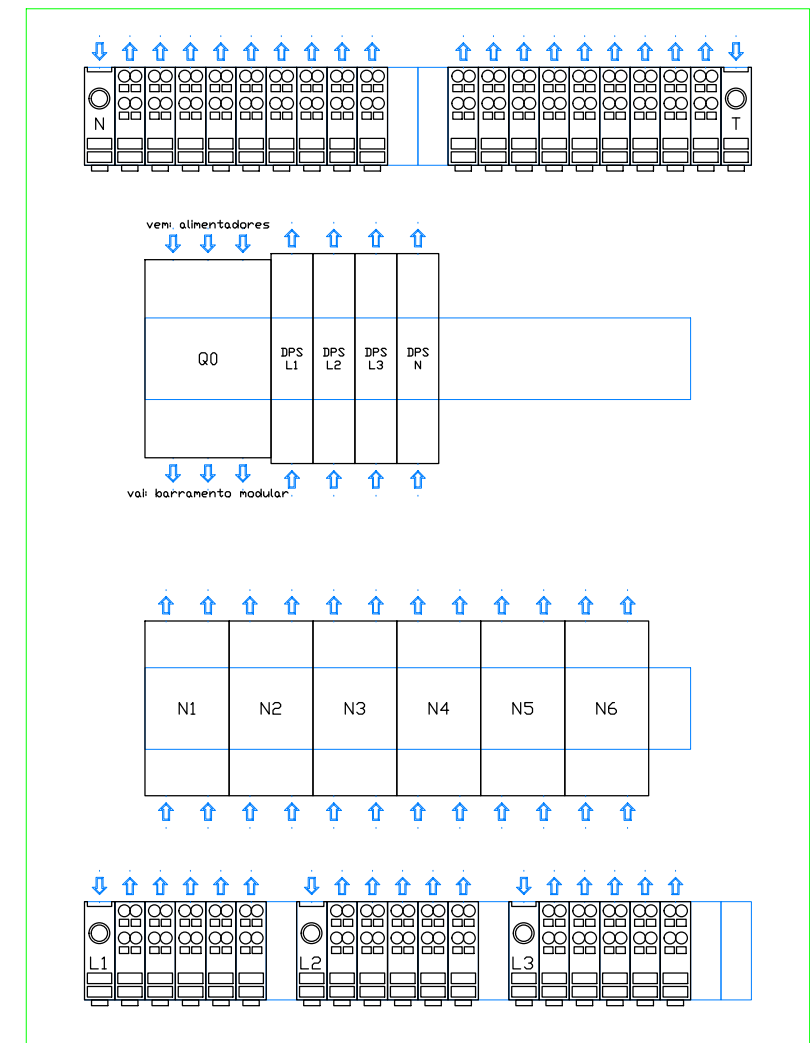 N
T
vem: alimentadores
Q0
DPS
L1
DPS
L2
DPS
L3
DPS
N
vai: barramento modular
N1
N2
N3
N4
N5
N6
L1
L2
L3